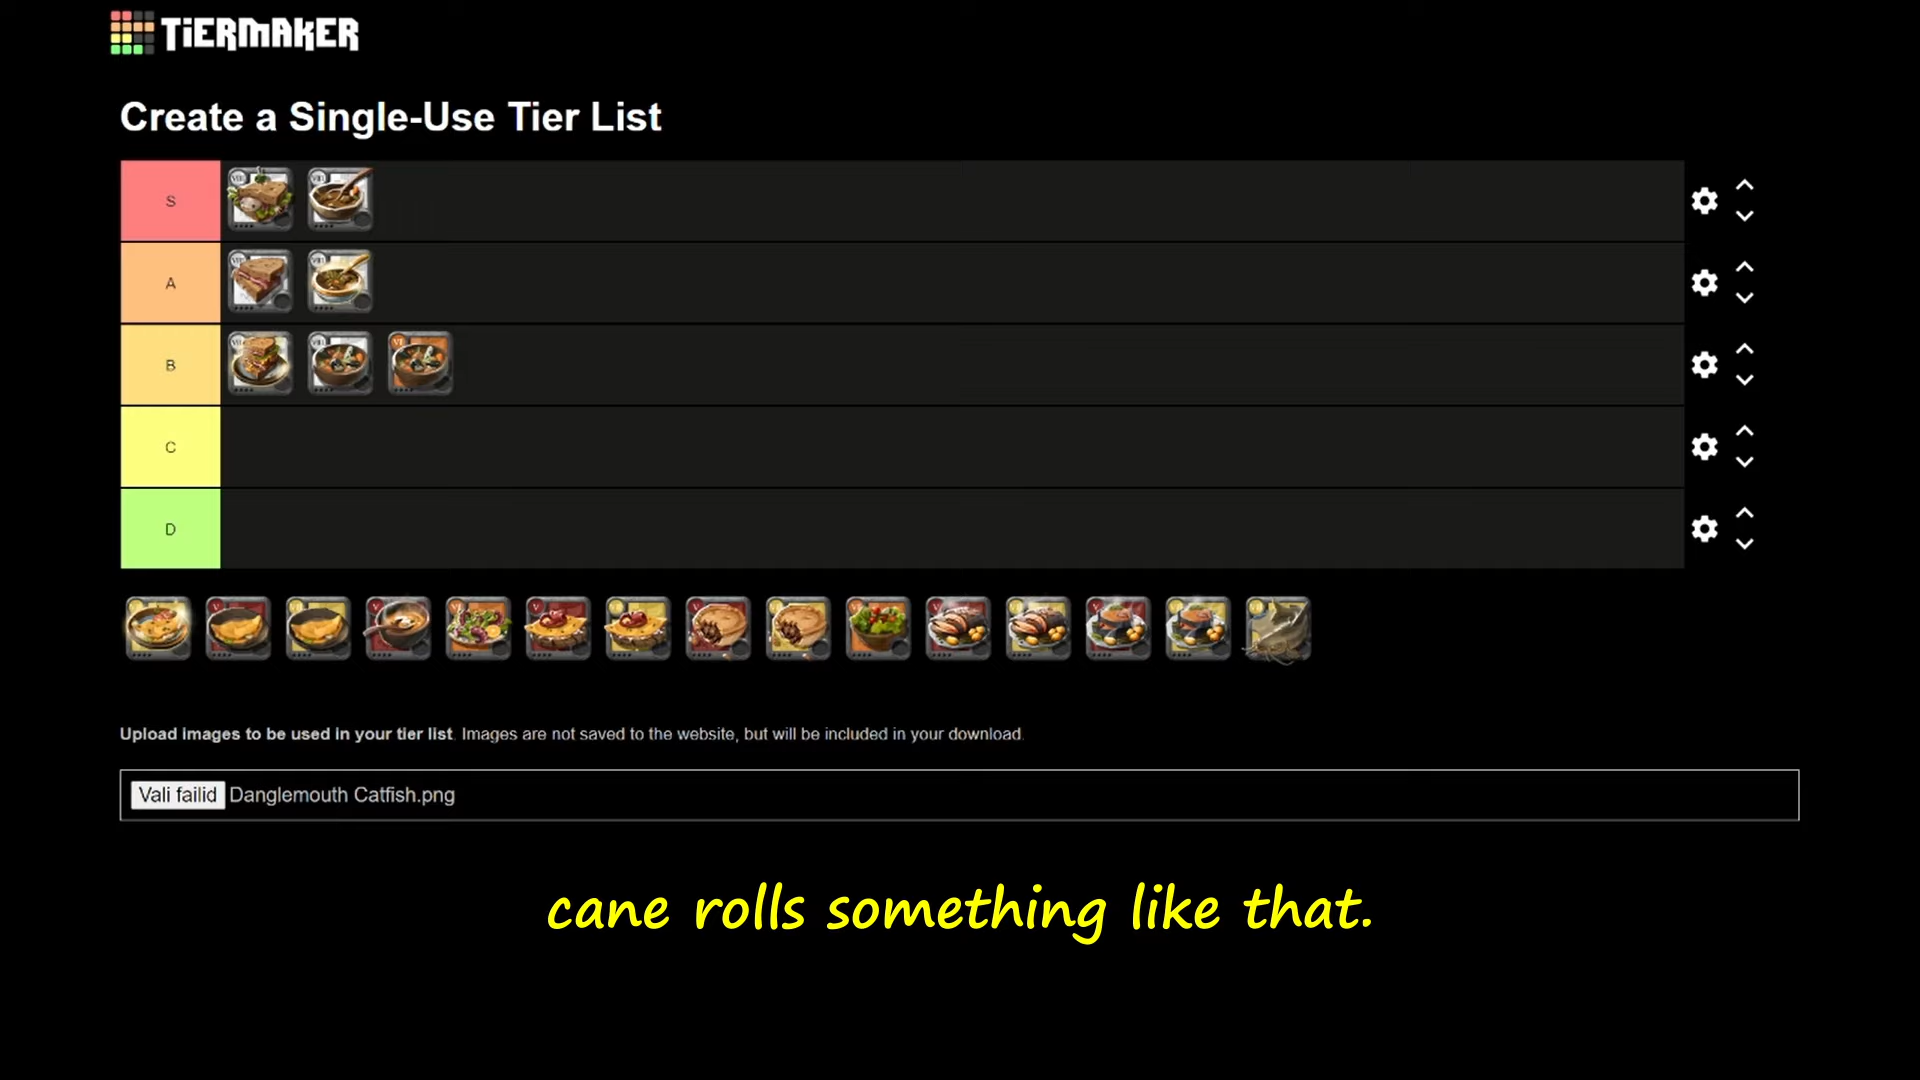 TiERMAKER
Create a Single-Use Tier List
S
A
B
C
D
Upload images to be used in your tier list. Images are not saved to the website, but will be included in your download.
Vali failid Danglemouth Catfish.png
cane rolls something like that.